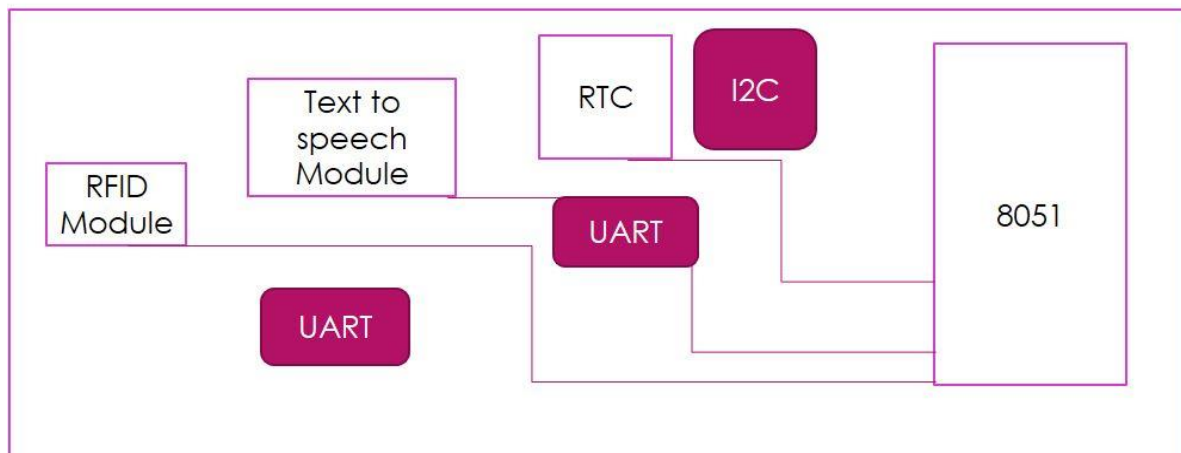 RFID
Module
Text to
speech
Module
RTC
I2C
UART
UART
8051